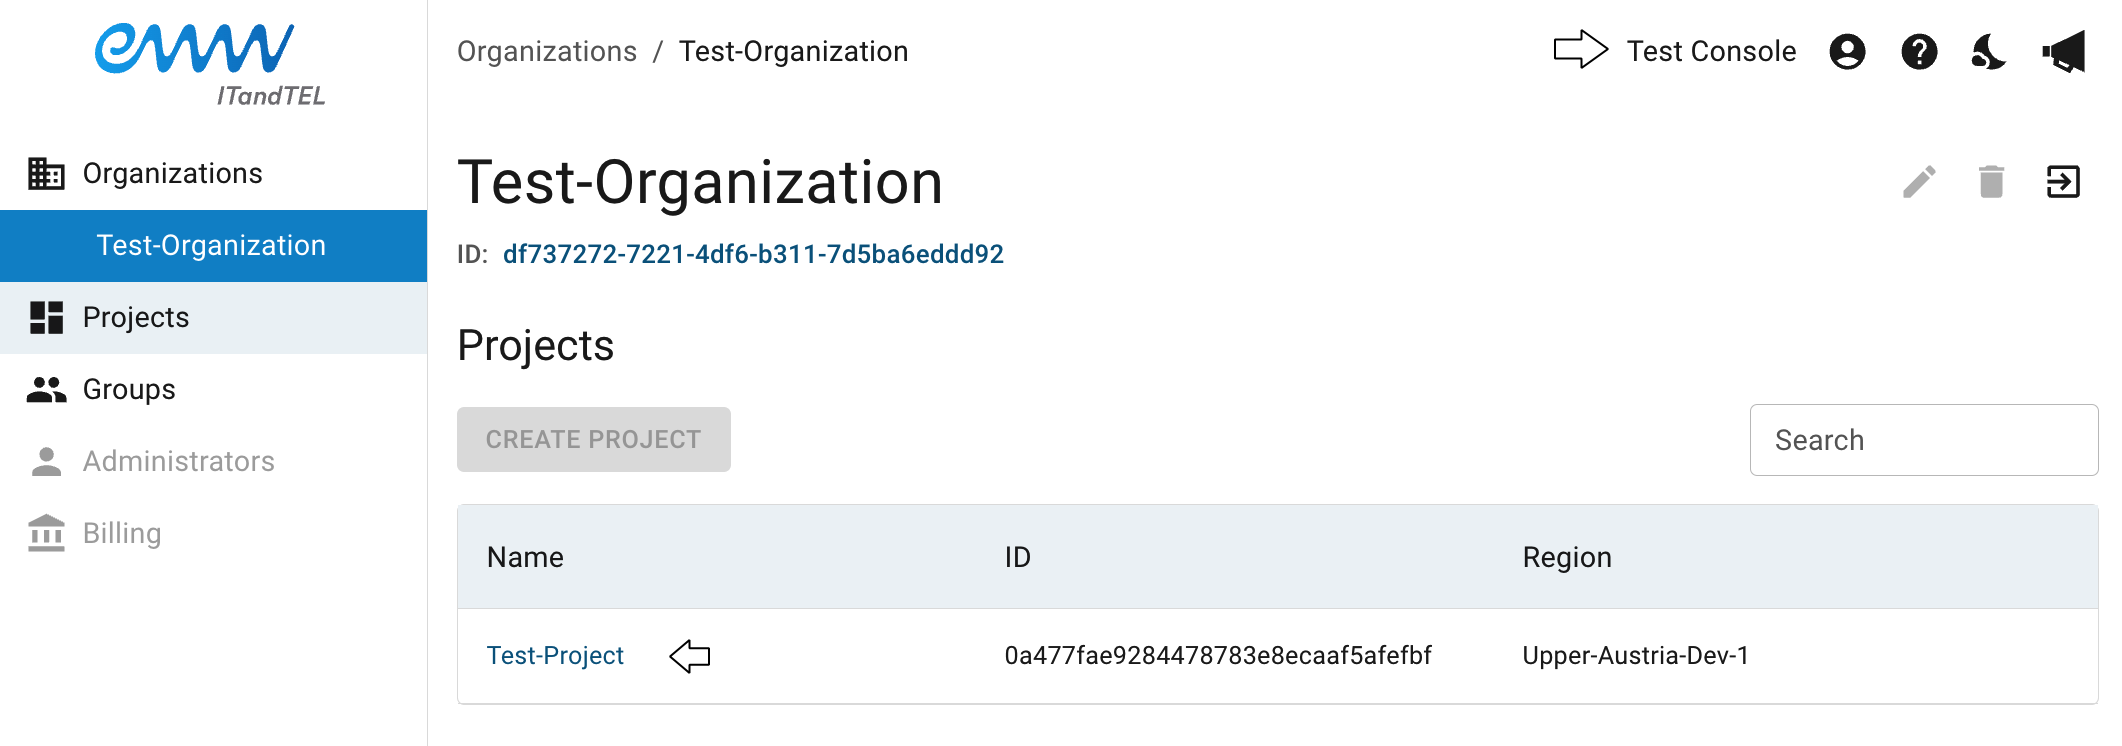 eww
ITandTEL
Organizations / Test-Organization
Test Console
Organizations
Test-Organization
Projects
Groups
Administrators
Billing
Test-Organization
ID: df737272-7221-4df6-b311-7d5ba6eddd92
Projects
CREATE PROJECT
Search
Name ID Region
Test-Project 0a477fae9284478783e8ecaaf5afefbf Upper-Austria-Dev-1